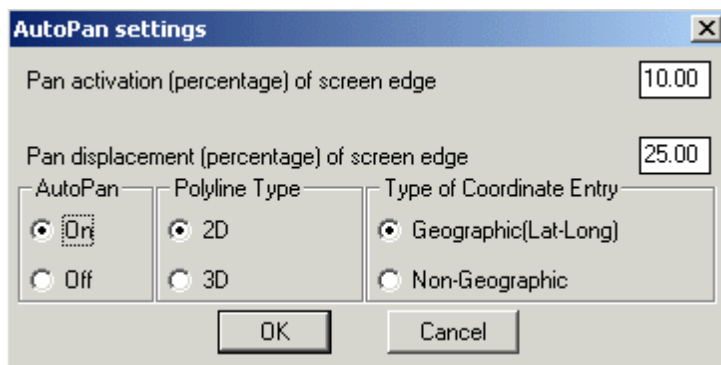 AutoPan settings
Pan activation (percentage) of screen edge 10.00
Pan displacement (percentage) of screen edge 25.00
AutoPan Polyline Type Type of Coordinate Entry
On 2D Geographic(Lat-Long)
Off 3D Non-Geographic
OK Cancel